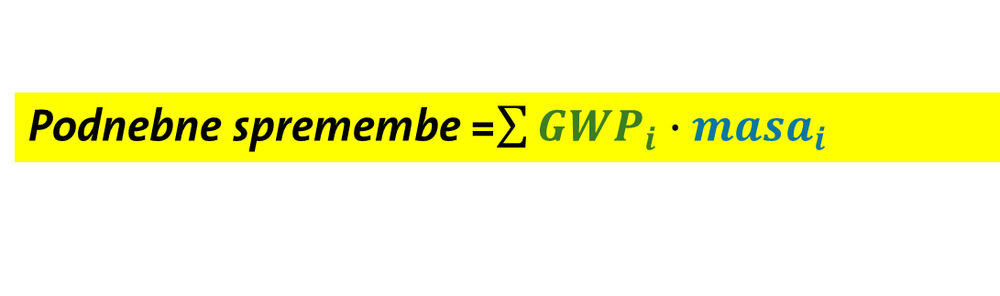 Podnebne spremembe =∑ GWPᵢ · masaᵢ